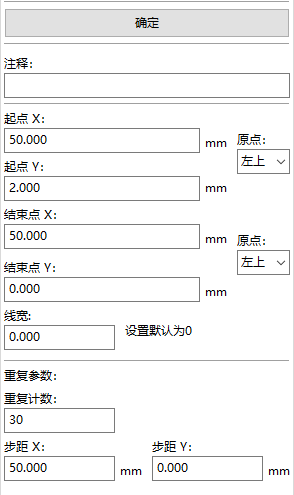 确定
注释:
起点 X:
50.000 mm
原点:
左上
起点 Y:
2.000 mm
结束点 X:
50.000 mm
原点:
左上
结束点 Y:
0.000 mm
线宽:
0.000 设置默认为0
重复参数:
重复计数:
30
步距 X: 步距 Y:
50.000 mm 0.000 mm